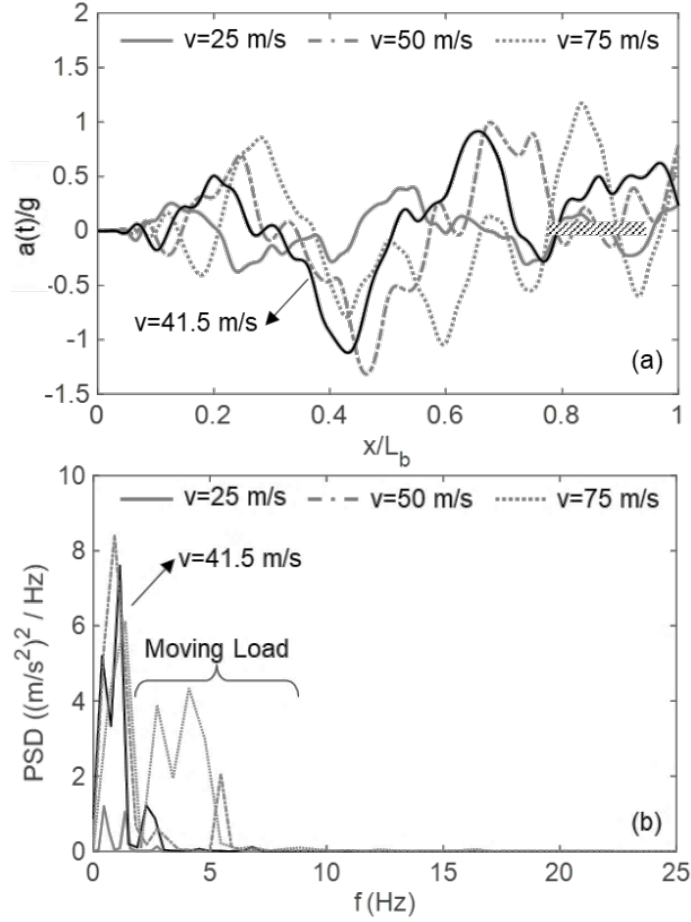 2
1.5
1
0.5
0
-0.5
-1
-1.5
a(t)/g
v=25 m/s v=50 m/s v=75 m/s
v=41.5 m/s
(a)
0 0.2 0.4 0.6 0.8 1
x/L_b
10
8
6
4
2
0
PSD ((m/s²)² / Hz)
v=25 m/s v=50 m/s v=75 m/s
v=41.5 m/s
Moving Load
(b)
0 5 10 15 20 25
f (Hz)